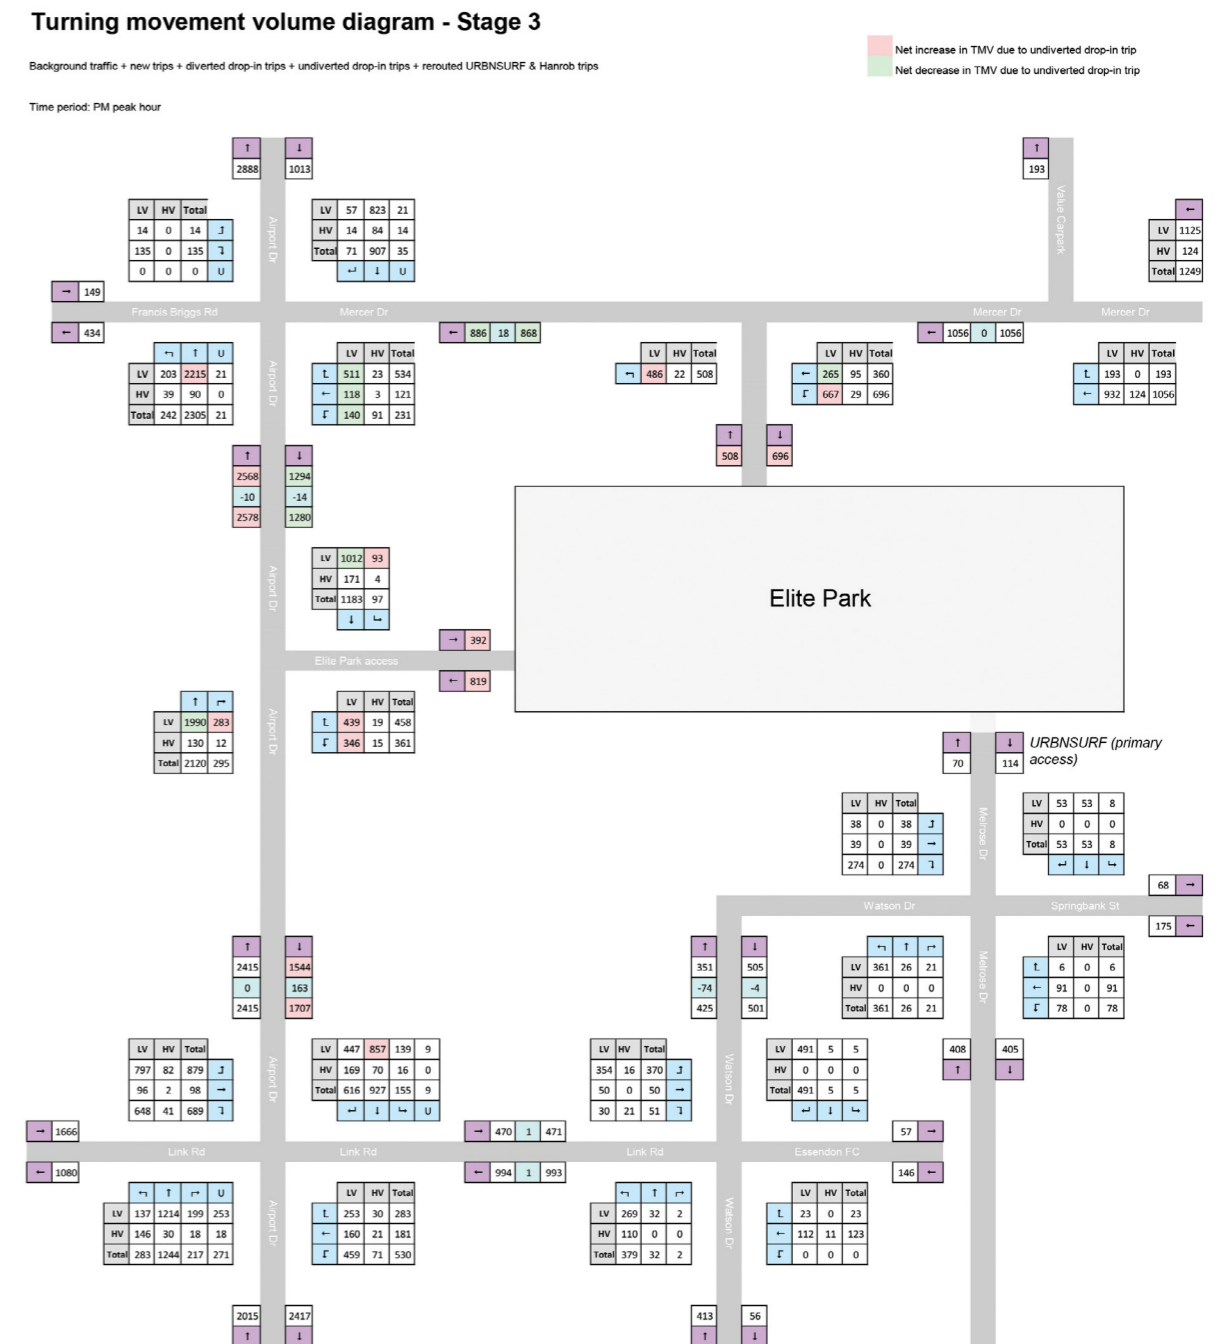 Turning movement volume diagram - Stage 3
Net increase in TMV due to undiverted drop-in trip
Background traffic + new trips + diverted drop-in trips + undiverted drop-in trips + rerouted URBNSURF & Hanrob trips
Net decrease in TMV due to undiverted drop-in trip
Time period: PM peak hour
↑ ↓
2888 1013
↑
193
Airport Dr
Value Carpark
LV HV Total
14 0 14
135 0 135
0 0 0 U
LV 57 823 21
HV 14 84 14
Total 71 907 35
↵ ↓ U
←
LV 1125
HV 124
Total 1249
→ 149
Francis Briggs Rd
Mercer Dr
Mercer Dr
Mercer Dr
← 434
← 886 18 868
← 1056 0 1056
Airport Dr
↰ ↑ U
LV 203 2215 21
HV 39 90 0
Total 242 2305 21
LV HV Total
511 23 534
← 118 3 121
140 91 231
LV HV Total
486 22 508
LV HV Total
← 265 95 360
667 29 696
LV HV Total
193 0 193
← 932 124 1056
↑ ↓
508 696
↑ ↓
2568 1294
-10 -14
2578 1280
Airport Dr
LV 1012 93
HV 171 4
Total 1183 97
↓ ↳
Elite Park
→ 392
Elite Park access
← 819
Airport Dr
↑ ↱
LV 1990 283
HV 130 12
Total 2120 295
LV HV Total
439 19 458
346 15 361
↑ ↓
70 114
URBNSURF (primary
access)
Melrose Dr
LV HV Total
38 0 38
39 0 39 →
274 0 274
LV 53 53 8
HV 0 0 0
Total 53 53 8
↵ ↓ ↳
68 →
Watson Dr
Springbank St
175 ←
Melrose Dr
↑ ↓
2415 1544
0 163
2415 1707
↑ ↓
351 505
-74 -4
425 501
↰ ↑ ↱
LV 361 26 21
HV 0 0 0
Total 361 26 21
LV HV Total
6 0 6
← 91 0 91
78 0 78
Airport Dr
LV HV Total
797 82 879
96 2 98 →
648 41 689
LV 447 857 139 9
HV 169 70 16 0
Total 616 927 155 9
↵ ↓ ↳ U
LV HV Total
354 16 370
50 0 50 →
30 21 51
Watson Dr
LV 491 5 5
HV 0 0 0
Total 491 5 5
↵ ↓ ↳
408 405
↑ ↓
→ 1666
→ 470 1 471
57 →
Link Rd
Link Rd
Link Rd
Essendon FC
← 1080
← 994 1 993
146 ←
Airport Dr
↰ ↑ ↱ U
LV 137 1214 199 253
HV 146 30 18 18
Total 283 1244 217 271
LV HV Total
253 30 283
← 160 21 181
459 71 530
↰ ↑ ↱
LV 269 32 2
HV 110 0 0
Total 379 32 2
Watson Dr
LV HV Total
23 0 23
← 112 11 123
0 0 0
2015 2417
↑ ↓
413 56
↑ ↓